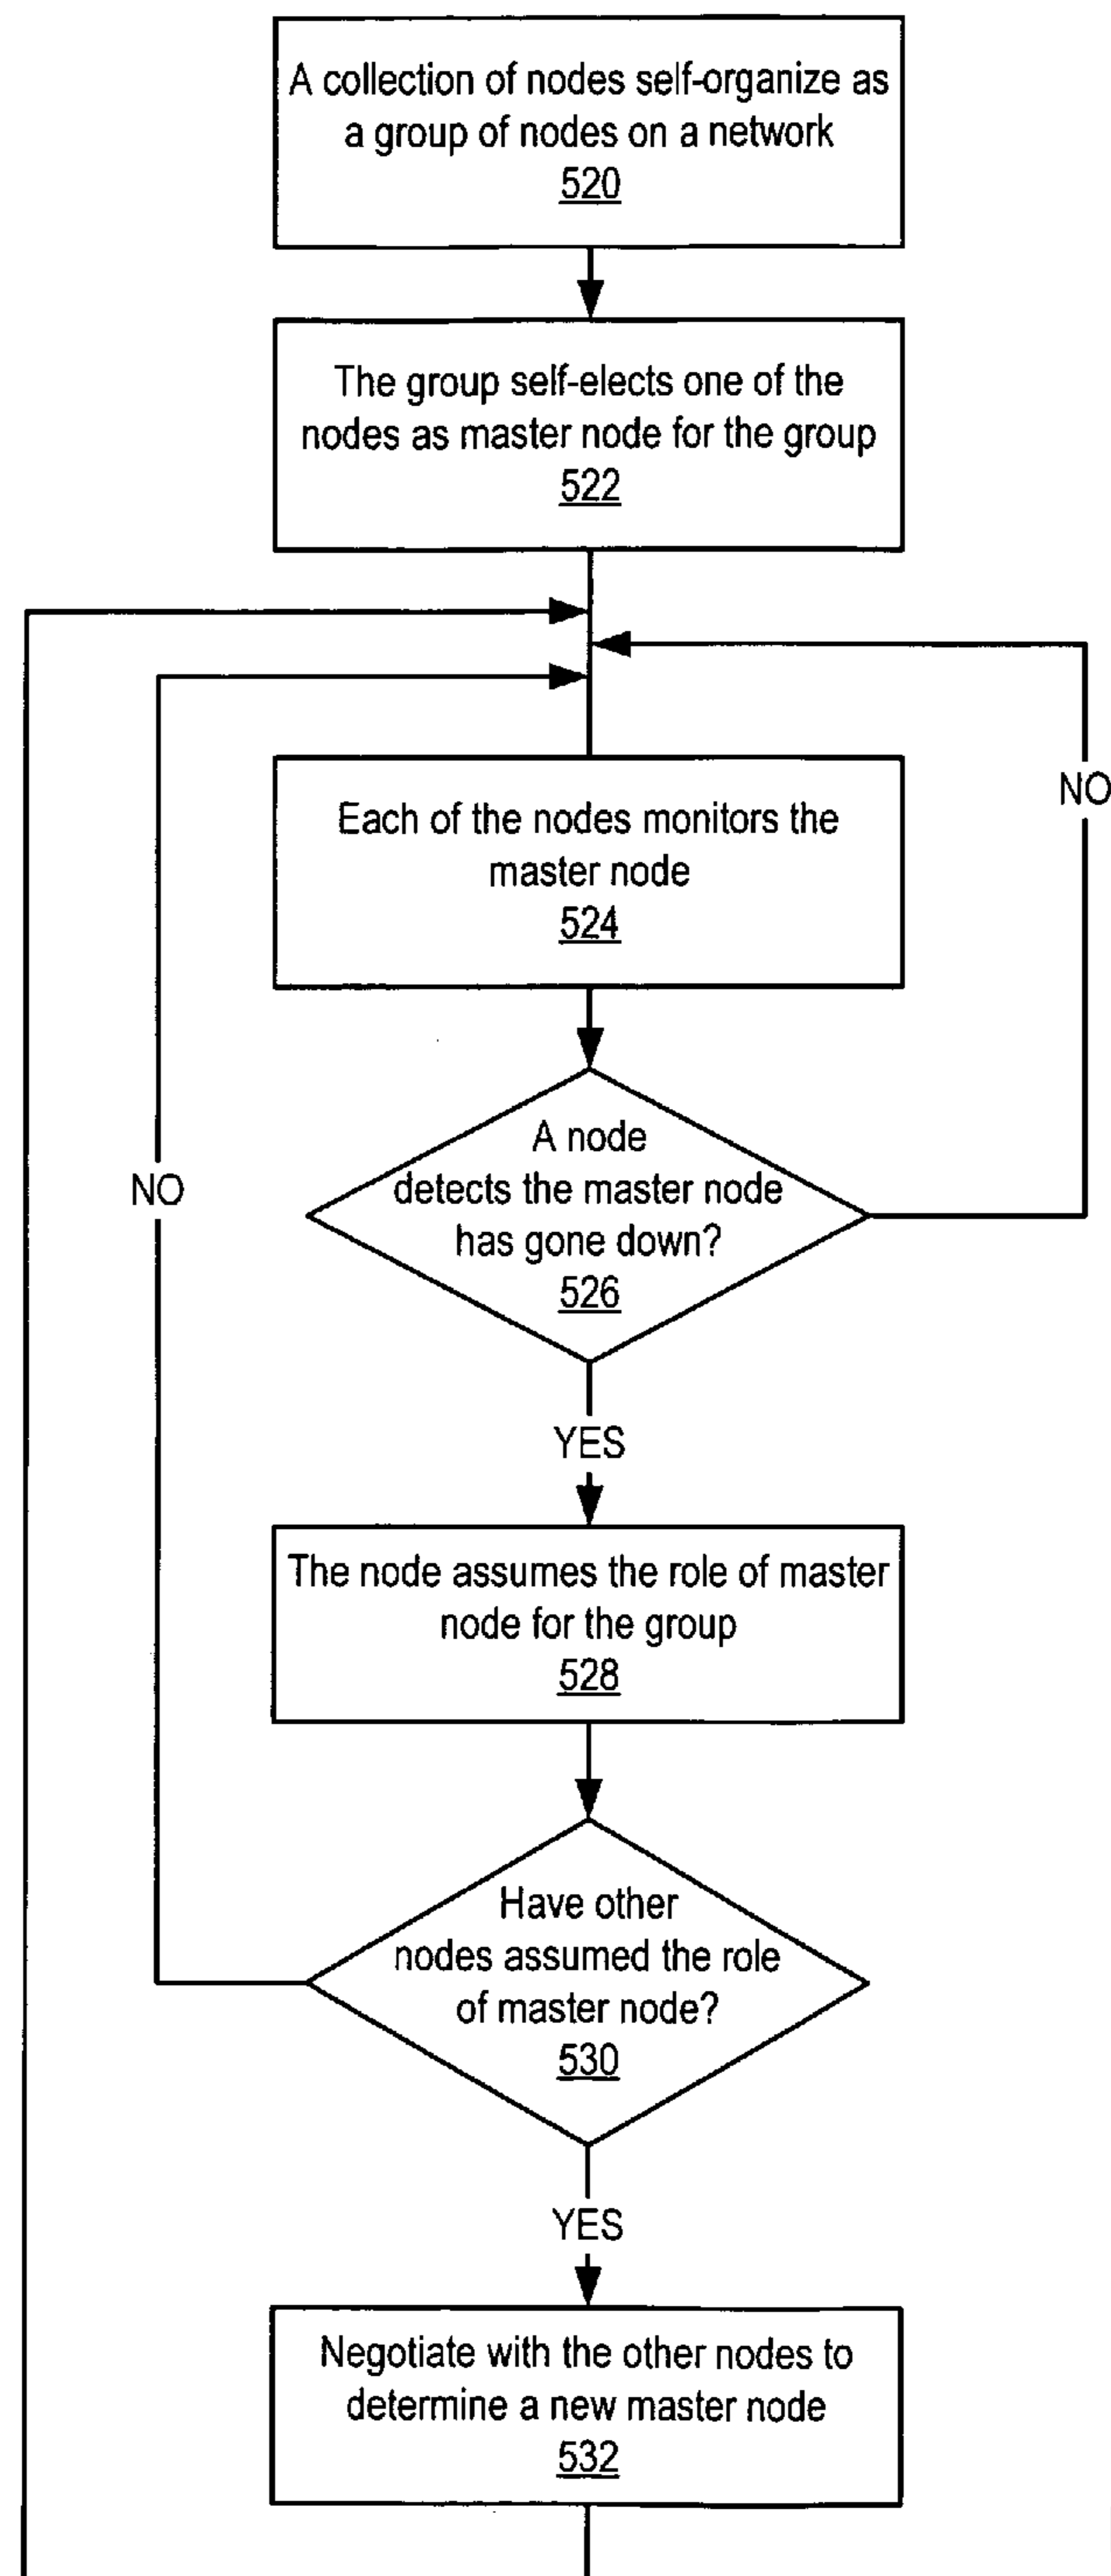 A collection of nodes self-organize as
a group of nodes on a network
520
The group self-elects one of the
nodes as master node for the group
522
NO
Each of the nodes monitors the
master node
524
NO
A node
detects the master node
has gone down?
526
YES
The node assumes the role of master
node for the group
528
Have other
nodes assumed the role
of master node?
530
YES
Negotiate with the other nodes to
determine a new master node
532